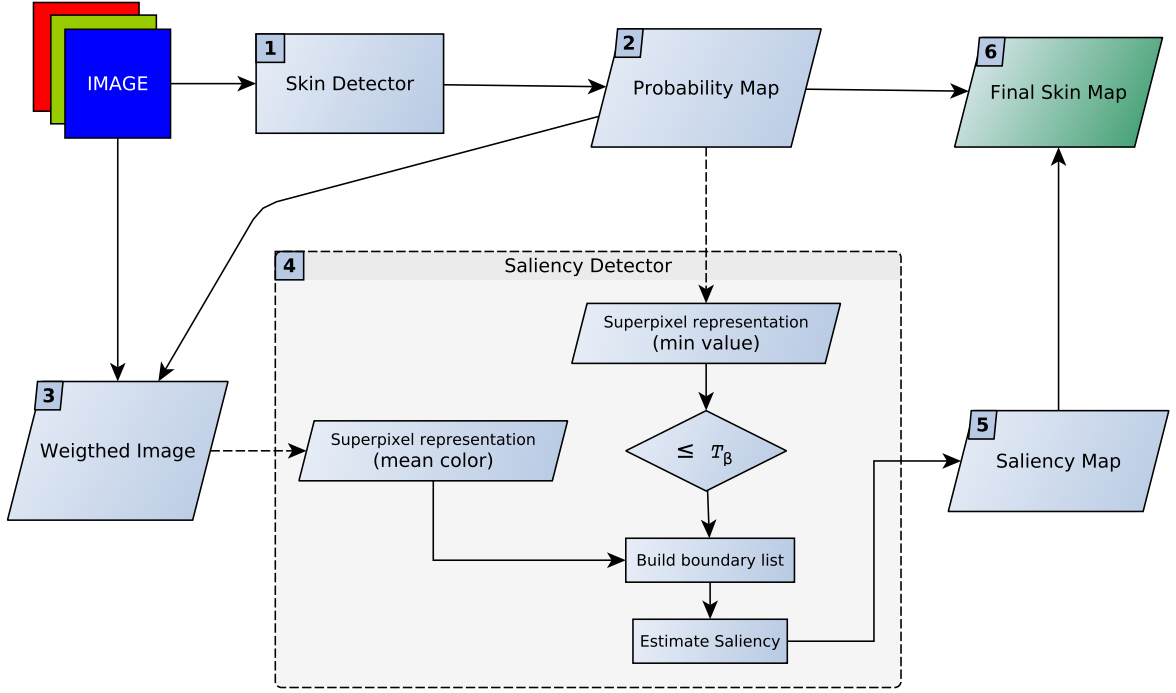 IMAGE
1
Skin Detector
2
Probability Map
6
Final Skin Map
4
Saliency Detector
Superpixel representation
(min value)
3
Weigthed Image
Superpixel representation
(mean color)
≤ Tβ
5
Saliency Map
Build boundary list
Estimate Saliency